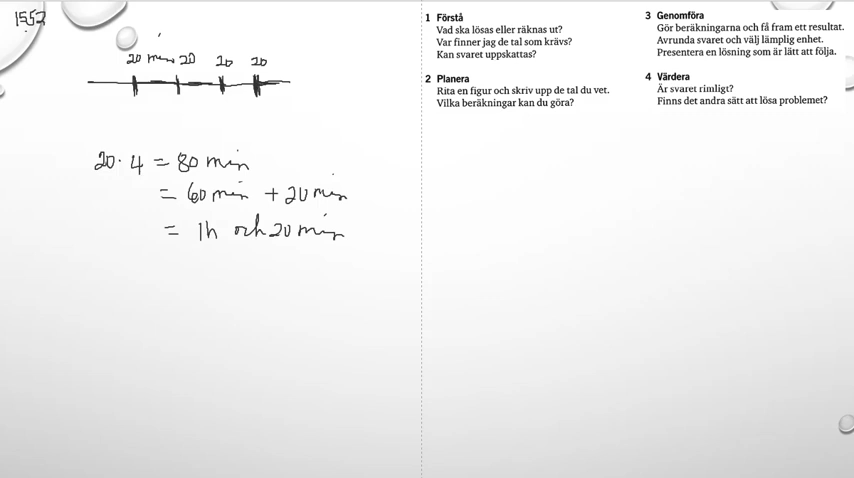 1552
20 min 20 20 20
20 · 4 = 80 min
= 60 min + 20 min
= 1h och 20 min
1 Förstå
Vad ska lösas eller räknas ut?
Var finner jag de tal som krävs?
Kan svaret uppskattas?
2 Planera
Rita en figur och skriv upp de tal du vet.
Vilka beräkningar kan du göra?
3 Genomföra
Gör beräkningarna och få fram ett resultat.
Avrunda svaret och välj lämplig enhet.
Presentera en lösning som är lätt att följa.
4 Värdera
Är svaret rimligt?
Finns det andra sätt att lösa problemet?